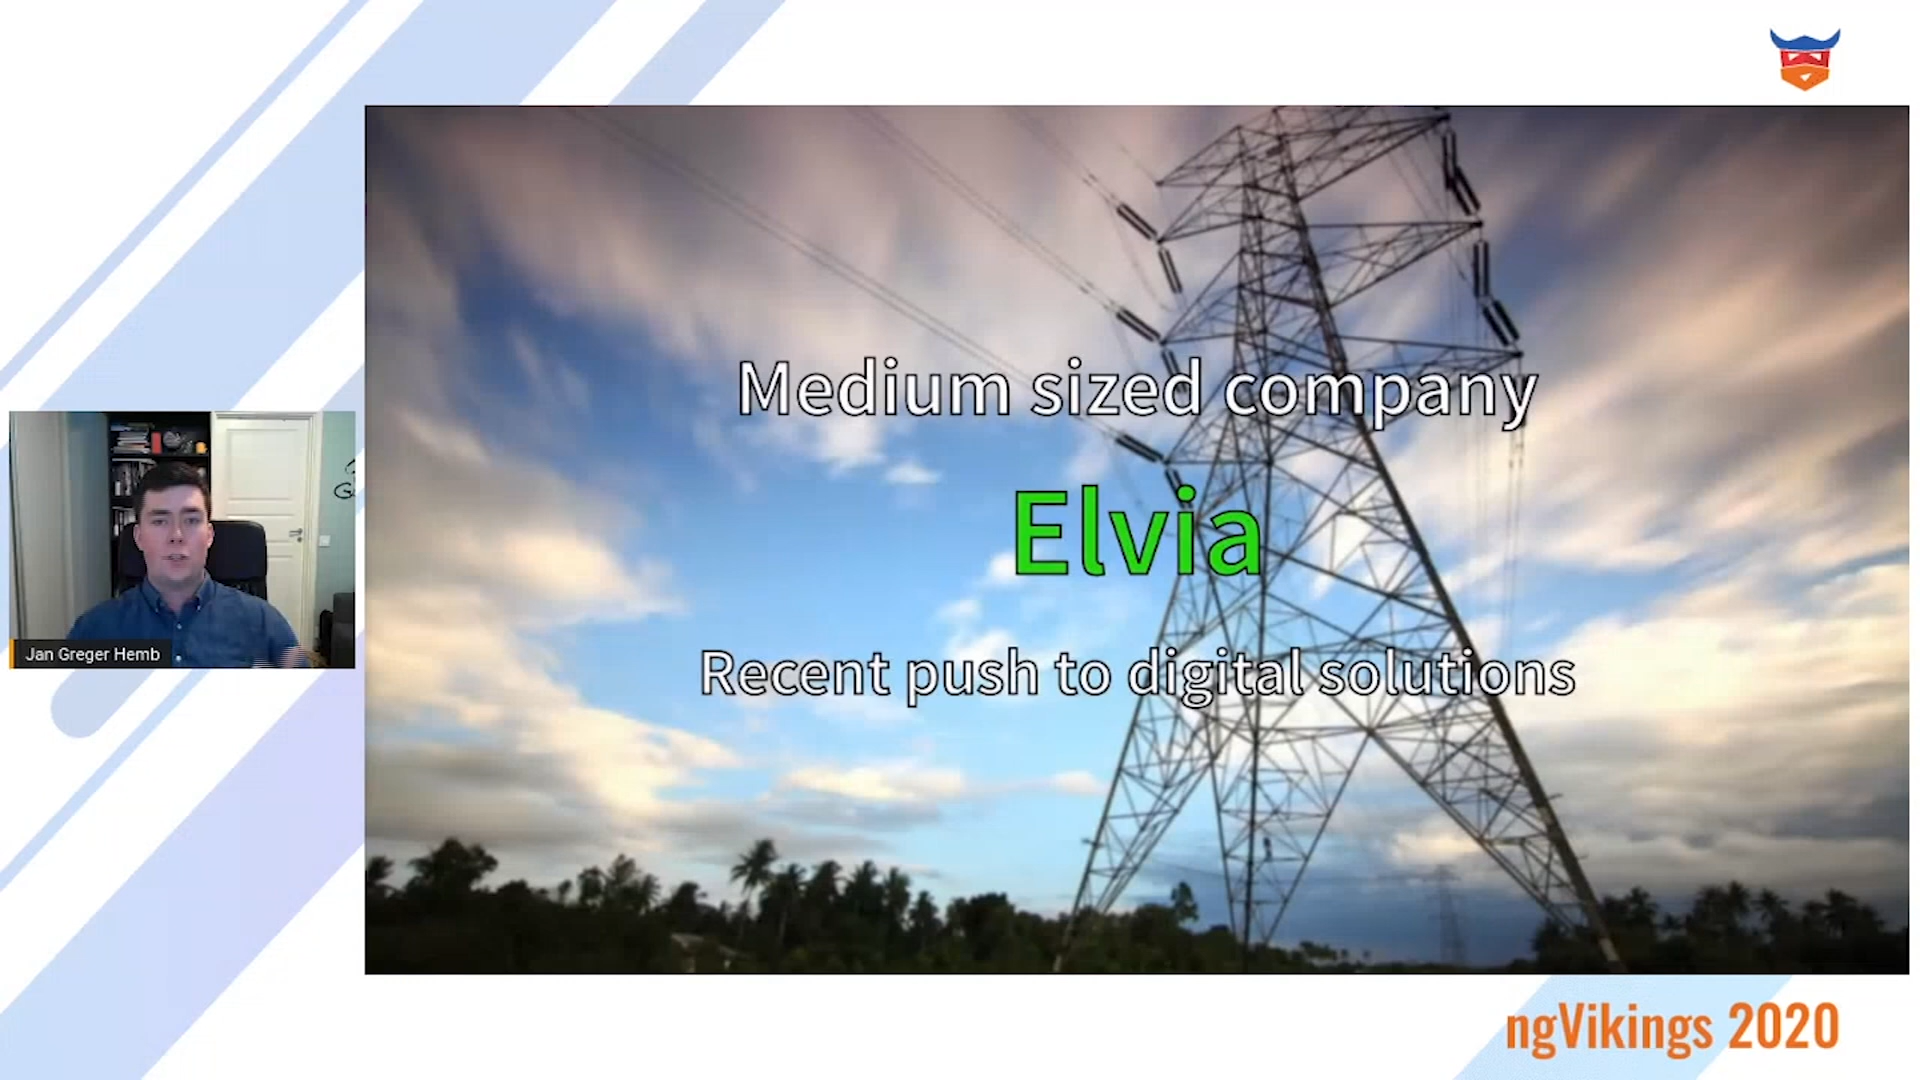 Medium sized company
Elvia
Recent push to digital solutions
Jan Greger Hemb
ngVikings 2020